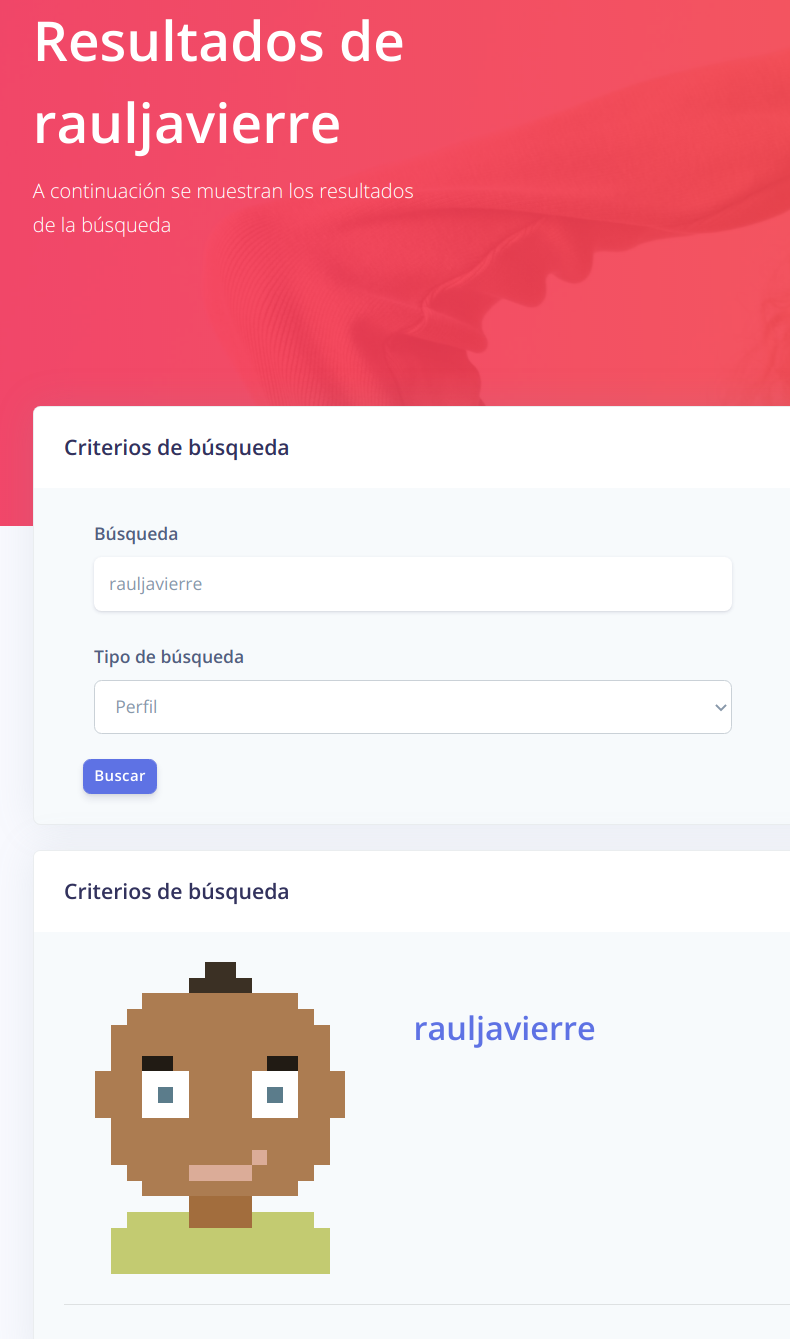 Resultados de
rauljavierre
A continuación se muestran los resultados
de la búsqueda
Criterios de búsqueda
Búsqueda
rauljavierre
Tipo de búsqueda
Perfil
Buscar
Criterios de búsqueda
rauljavierre